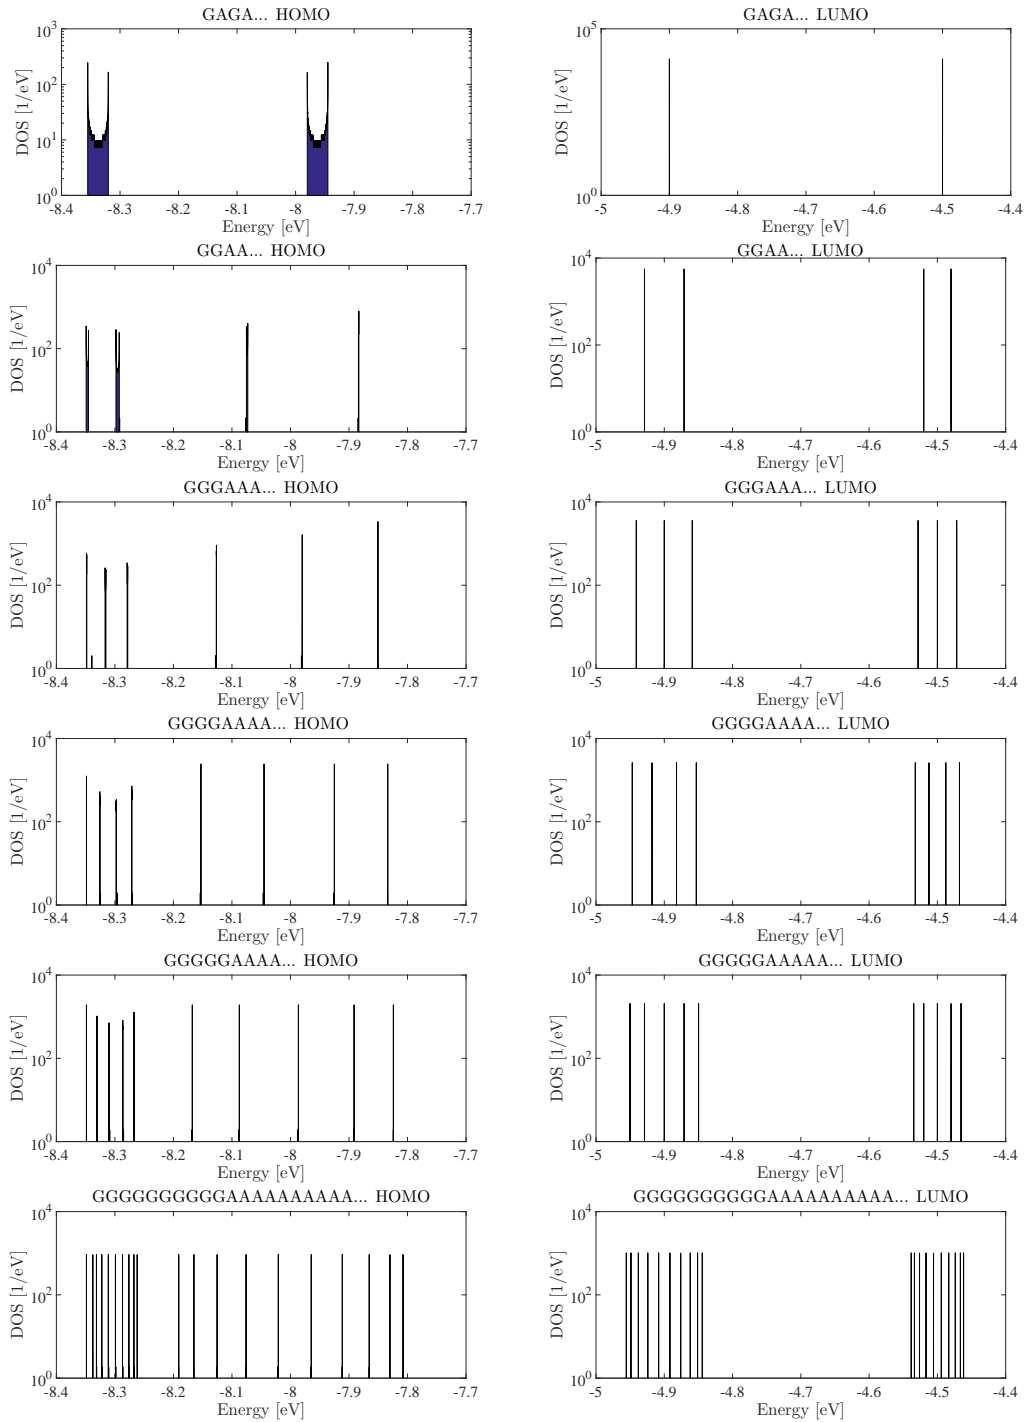 GAGA... HOMO
DOS [1/eV]
10^3
10^2
10^1
10^0
-8.4 -8.3 -8.2 -8.1 -8 -7.9 -7.8 -7.7
Energy [eV]
GAGA... LUMO
DOS [1/eV]
10^5
10^0
-5 -4.9 -4.8 -4.7 -4.6 -4.5 -4.4
Energy [eV]
GGAA... HOMO
DOS [1/eV]
10^4
10^2
10^0
-8.4 -8.3 -8.2 -8.1 -8 -7.9 -7.8 -7.7
Energy [eV]
GGAA... LUMO
DOS [1/eV]
10^4
10^2
10^0
-5 -4.9 -4.8 -4.7 -4.6 -4.5 -4.4
Energy [eV]
GGGAAA... HOMO
DOS [1/eV]
10^4
10^2
10^0
-8.4 -8.3 -8.2 -8.1 -8 -7.9 -7.8 -7.7
Energy [eV]
GGGAAA... LUMO
DOS [1/eV]
10^4
10^2
10^0
-5 -4.9 -4.8 -4.7 -4.6 -4.5 -4.4
Energy [eV]
GGGGAAAA... HOMO
DOS [1/eV]
10^4
10^2
10^0
-8.4 -8.3 -8.2 -8.1 -8 -7.9 -7.8 -7.7
Energy [eV]
GGGGAAAA... LUMO
DOS [1/eV]
10^4
10^2
10^0
-5 -4.9 -4.8 -4.7 -4.6 -4.5 -4.4
Energy [eV]
GGGGGAAAA... HOMO
DOS [1/eV]
10^4
10^2
10^0
-8.4 -8.3 -8.2 -8.1 -8 -7.9 -7.8 -7.7
Energy [eV]
GGGGGAAAAA... LUMO
DOS [1/eV]
10^4
10^2
10^0
-5 -4.9 -4.8 -4.7 -4.6 -4.5 -4.4
Energy [eV]
GGGGGGGGGGAAAAAAAAAA... HOMO
DOS [1/eV]
10^4
10^2
10^0
-8.4 -8.3 -8.2 -8.1 -8 -7.9 -7.8 -7.7
Energy [eV]
GGGGGGGGGGAAAAAAAAAA... LUMO
DOS [1/eV]
10^4
10^2
10^0
-5 -4.9 -4.8 -4.7 -4.6 -4.5 -4.4
Energy [eV]